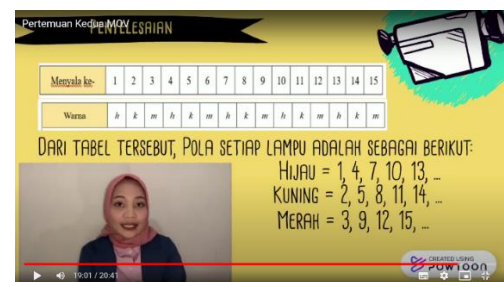 Pertemuan Kedua.MOV
PENYELESAIAN
Menyala ke- 1 2 3 4 5 6 7 8 9 10 11 12 13 14 15
Warna h k m h k m h k m h k m h k m
DARI TABEL TERSEBUT, POLA SETIAP LAMPU ADALAH SEBAGAI BERIKUT:
HIJAU = 1, 4, 7, 10, 13, ...
KUNING = 2, 5, 8, 11, 14, ...
MERAH = 3, 9, 12, 15, ...
CREATED USING
POWTOON
19:01 / 20:41